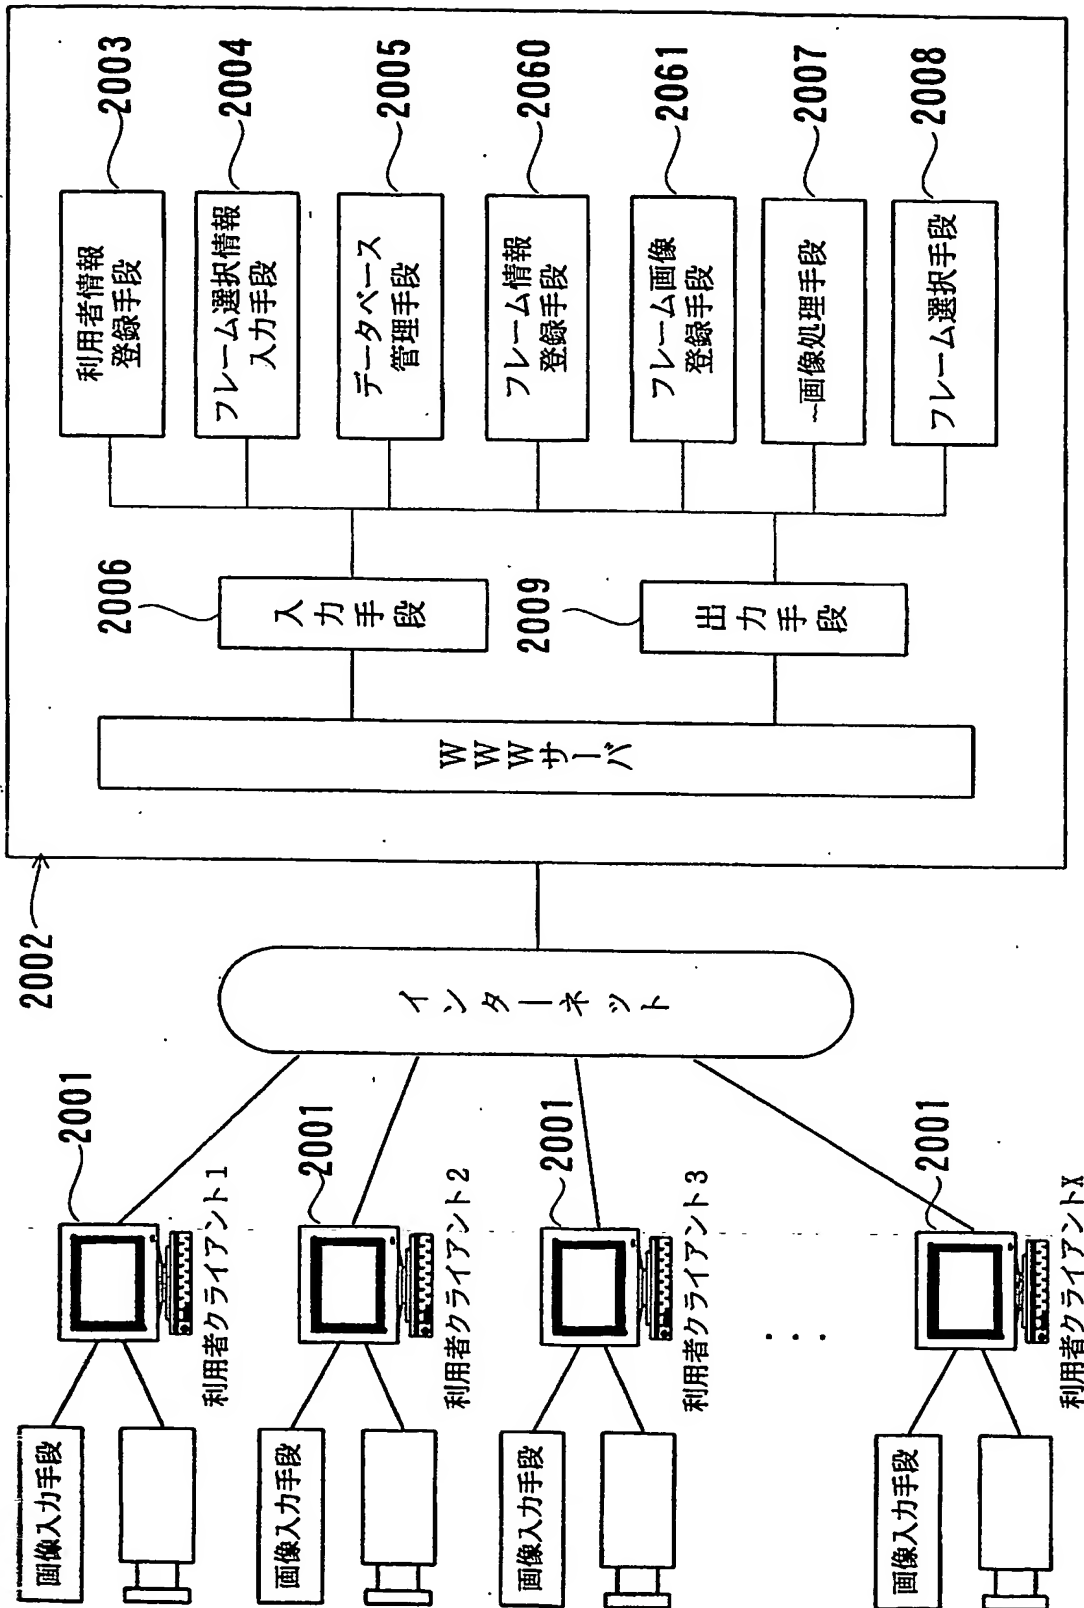 2002
2003
利用者情報
登録手段
2004
フレーム選択情報
入力手段
2005
データベース
管理手段
2060
フレーム情報
登録手段
2061
フレーム画像
登録手段
2007
画像処理手段
2008
フレーム選択手段
2006
入力手段
2009
出力手段
WWWサーバ
インターネット
2001
利用者クライアント1
画像入力手段
2001
利用者クライアント2
画像入力手段
2001
利用者クライアント3
画像入力手段
...
2001
利用者クライアントX
画像入力手段